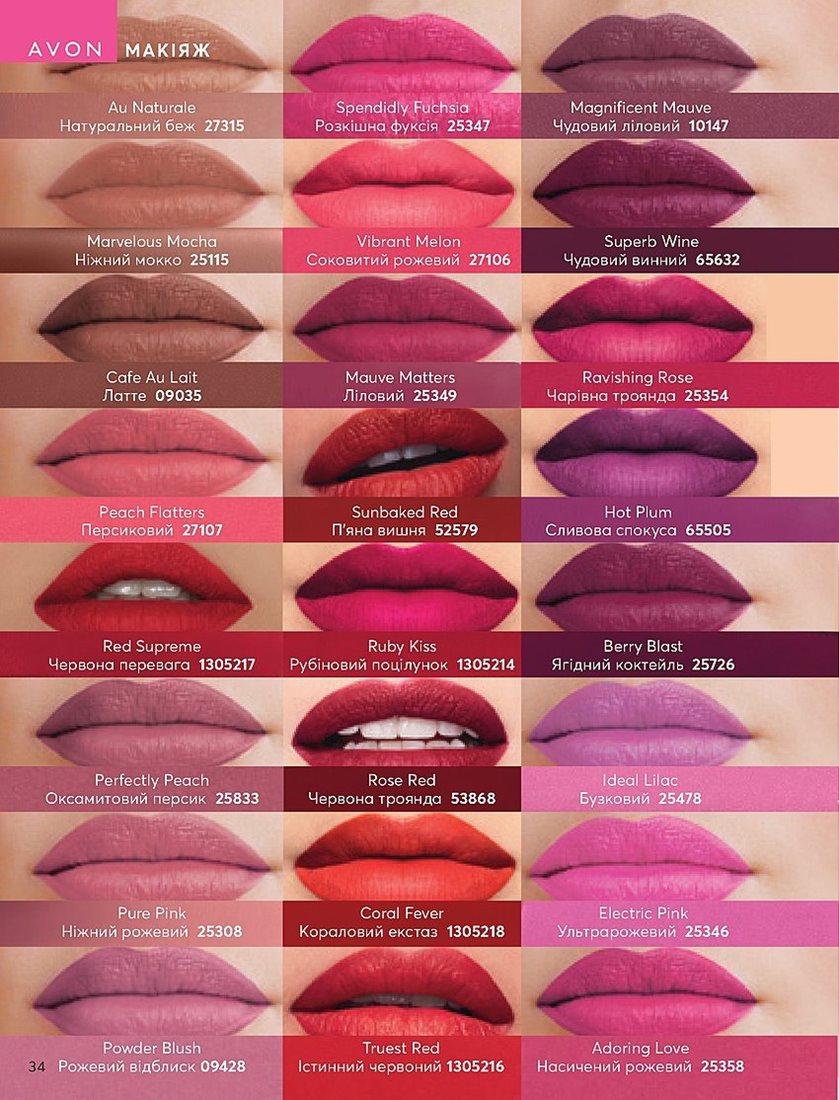 AVON МАКІЯЖ
Au Naturale
Натуральний беж 27315
Spendidly Fuchsia
Розкішна фуксія 25347
Magnificent Mauve
Чудовий ліловий 10147
Marvelous Mocha
Ніжний мокко 25115
Vibrant Melon
Соковитий рожевий 27106
Superb Wine
Чудовий винний 65632
Cafe Au Lait
Латте 09035
Mauve Matters
Ліловий 25349
Ravishing Rose
Чарівна троянда 25354
Peach Flatters
Персиковий 27107
Sunbaked Red
П'яна вишня 52579
Hot Plum
Сливова спокуса 65505
Red Supreme
Червона перевага 1305217
Ruby Kiss
Рубіновий поцілунок 1305214
Berry Blast
Ягідний коктейль 25726
Perfectly Peach
Оксамитовий персик 25833
Rose Red
Червона троянда 53868
Ideal Lilac
Бузковий 25478
Pure Pink
Ніжний рожевий 25308
Coral Fever
Кораловий екстаз 1305218
Electric Pink
Ультрарожевий 25346
Powder Blush
Рожевий відблиск 09428
Truest Red
Істинний червоний 1305216
Adoring Love
Насичений рожевий 25358
34